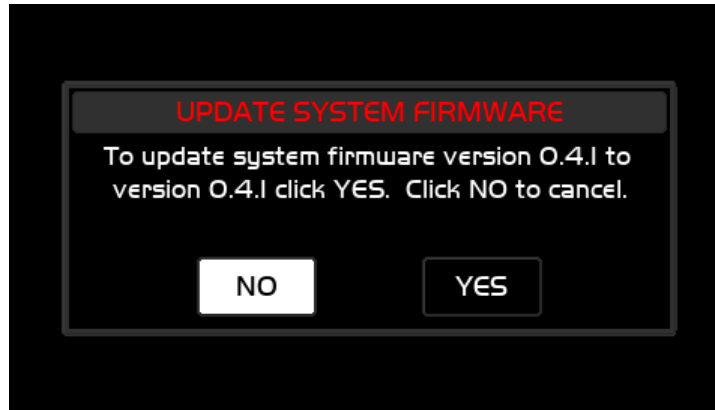 UPDATE SYSTEM FIRMWARE
To update system firmware version 0.4.1 to
version 0.4.1 click YES. Click NO to cancel.
NO
YES